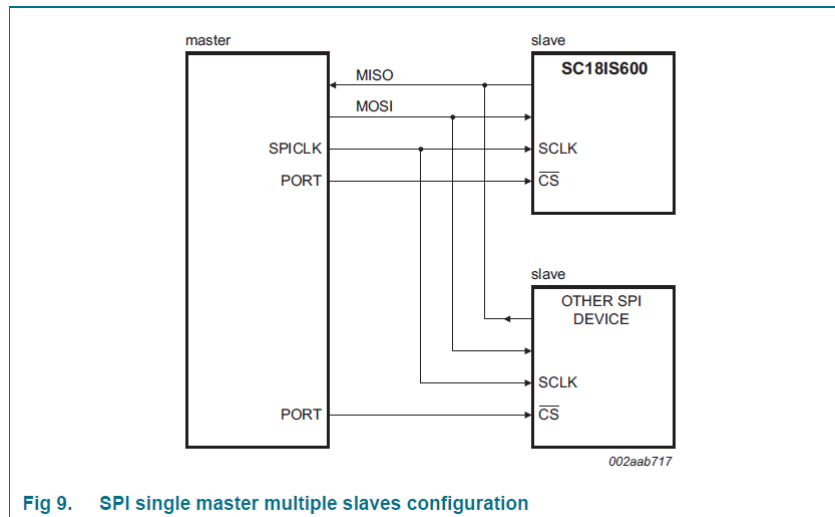 master
slave
SC18IS600
MISO
MOSI
SPICLK
SCLK
PORT
CS
slave
OTHER SPI
DEVICE
SCLK
PORT
CS
002aab717
Fig 9. SPI single master multiple slaves configuration